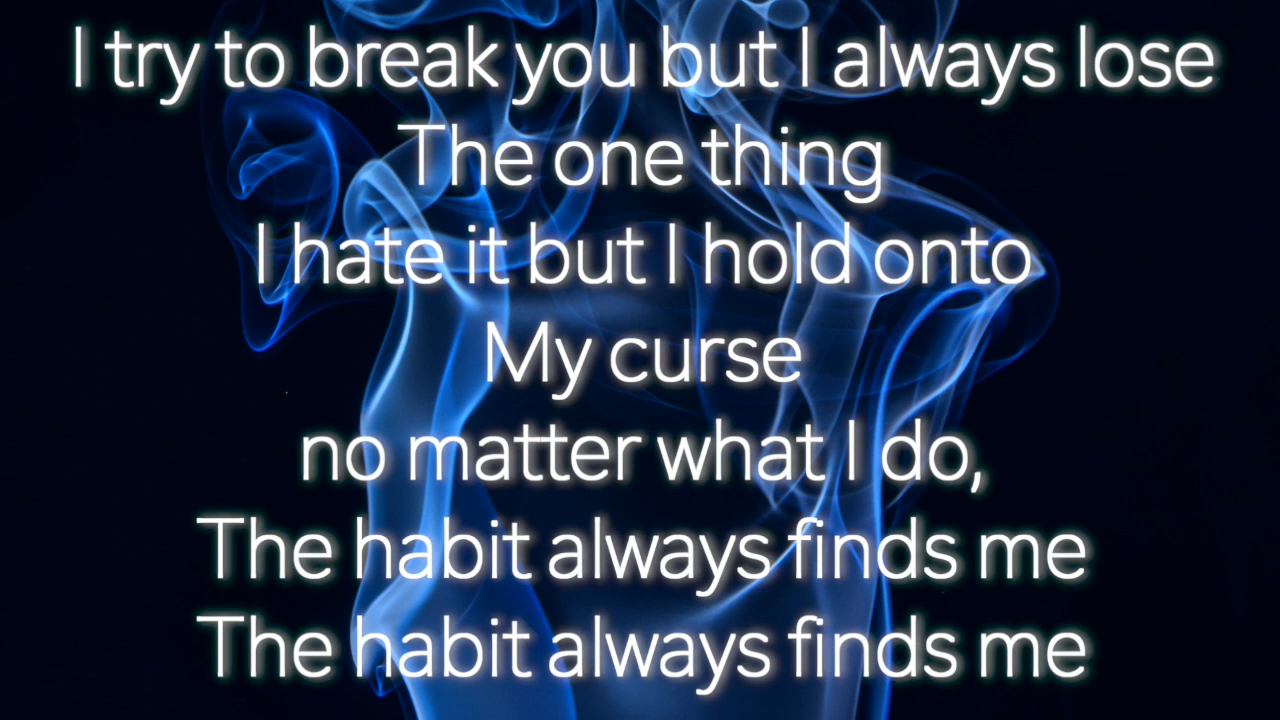 I try to break you but I always lose
The one thing
I hate it but I hold onto
My curse
no matter what I do,
The habit always finds me
The habit always finds me